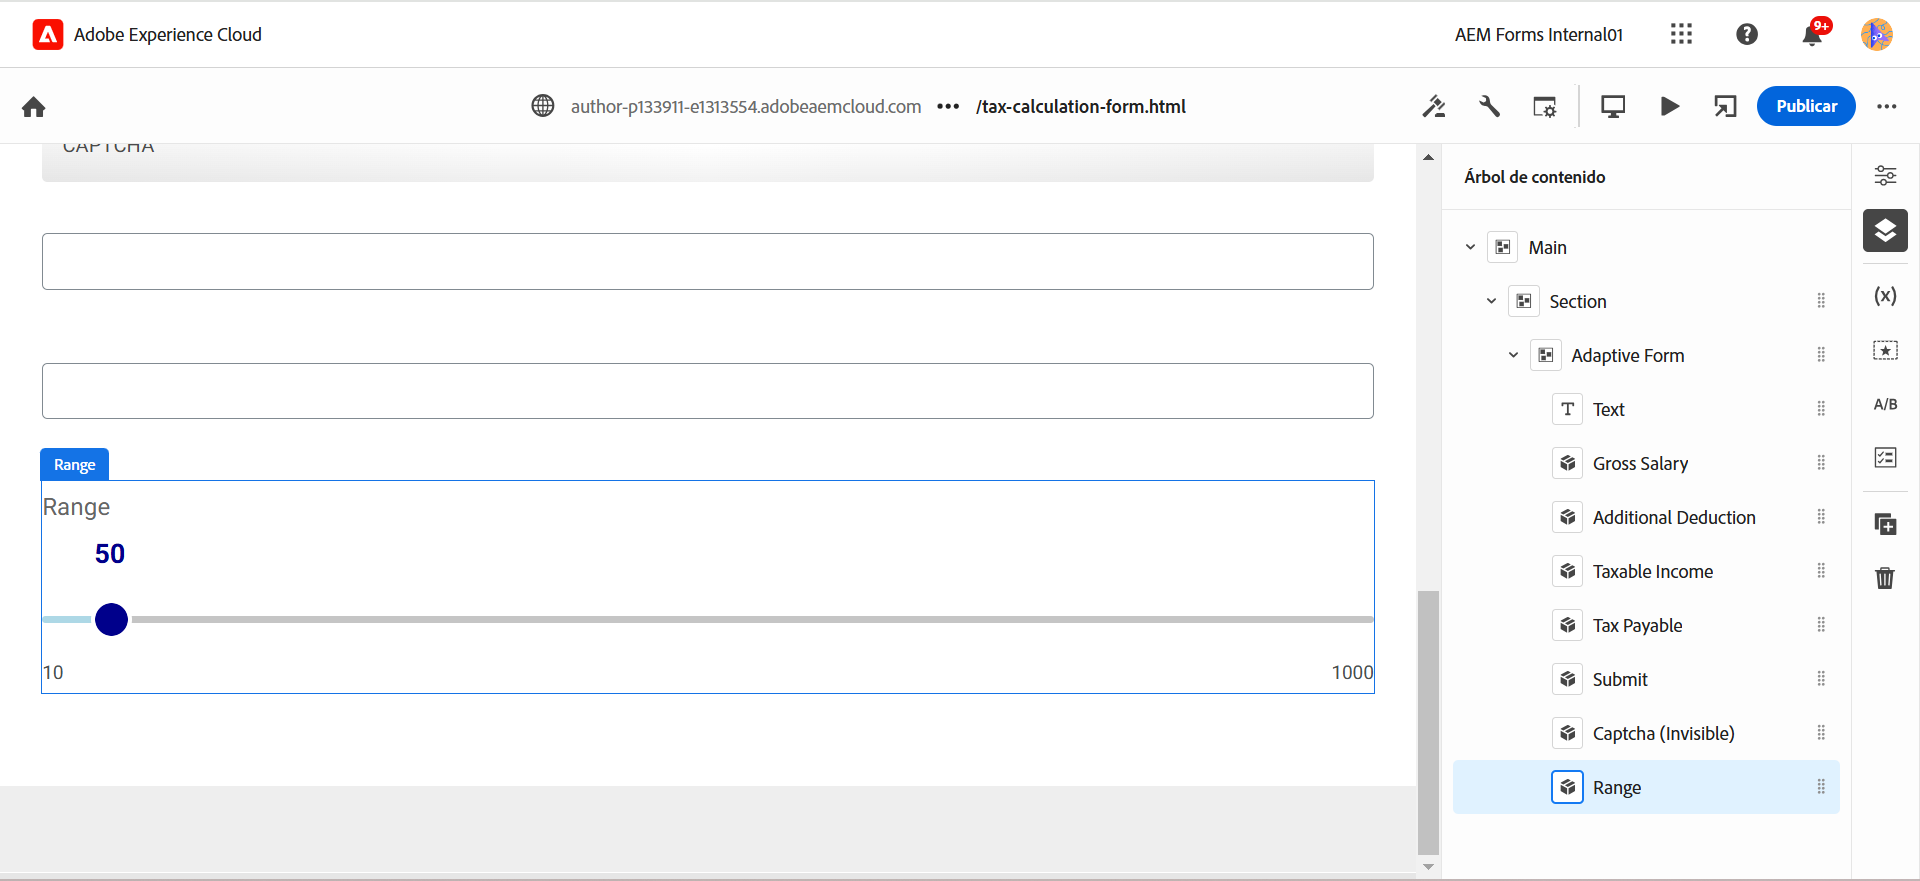 Adobe Experience Cloud
AEM Forms Internal01
9+
author-p133911-e1313554.adobeaemcloud.com ••• /tax-calculation-form.html
Publicar
CAPTCHA
Range
Range
50
10
1000
Árbol de contenido
Main
Section
Adaptive Form
T Text
Gross Salary
Additional Deduction
Taxable Income
Tax Payable
Submit
Captcha (Invisible)
Range
(x)
A/B